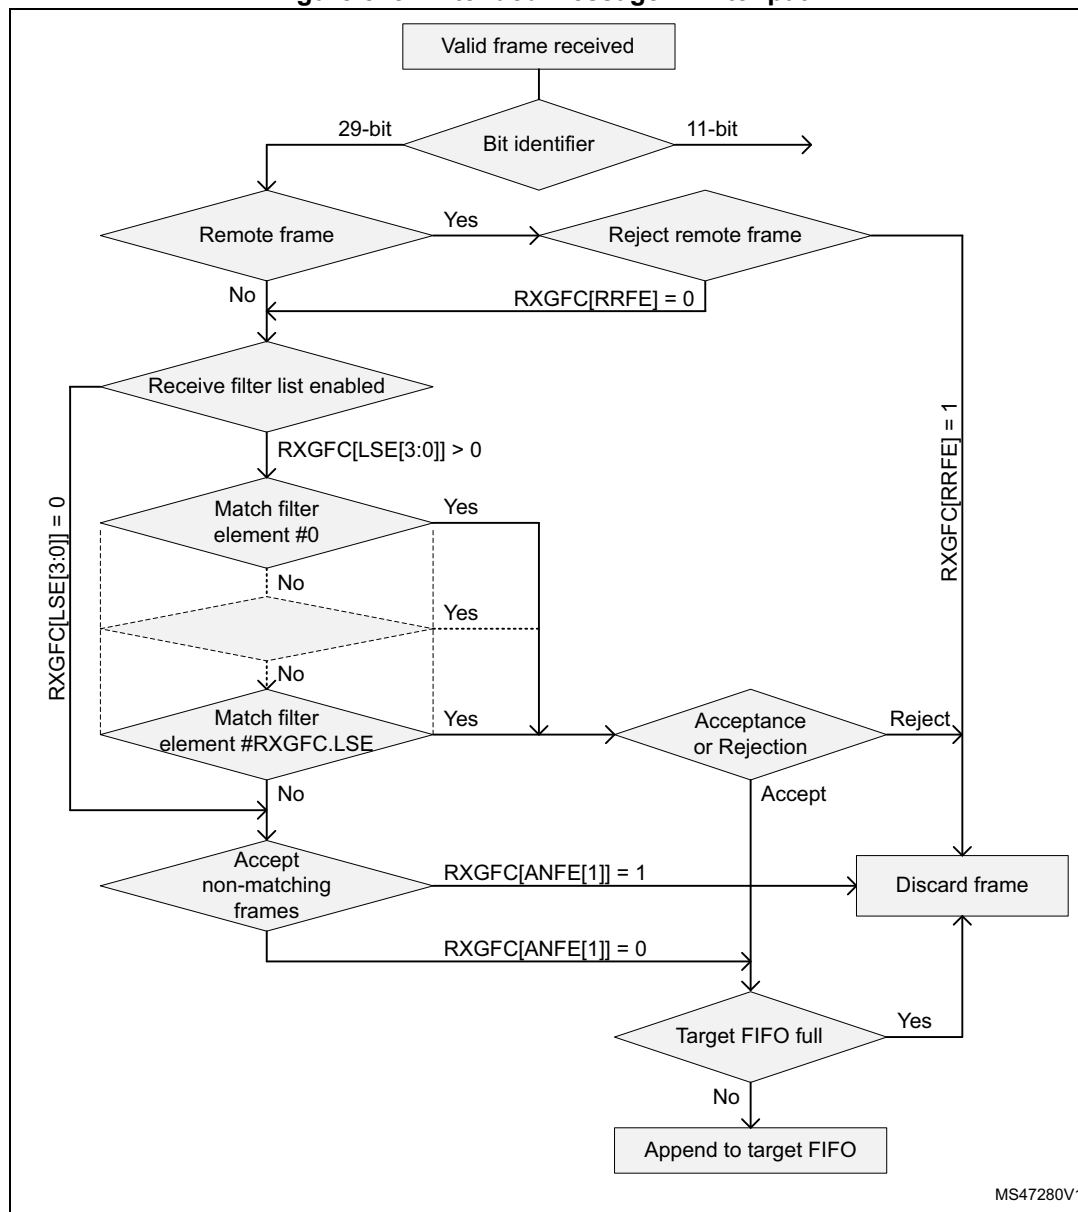 Valid frame received
29-bit
Bit identifier
11-bit
Remote frame
Yes
Reject remote frame
No
RXGFC[RRFE] = 0
Receive filter list enabled
RXGFC[LSE[3:0]] > 0
RXGFC[LSE[3:0]] = 0
RXGFC[RRFE] = 1
Match filter
element #0
Yes
No
Yes
No
Match filter
element #RXGFC.LSE
Yes
Acceptance
or Rejection
Reject
No
Accept
Accept
non-matching
frames
RXGFC[ANFE[1]] = 1
Discard frame
RXGFC[ANFE[1]] = 0
Target FIFO full
Yes
No
Append to target FIFO
MS47280V1